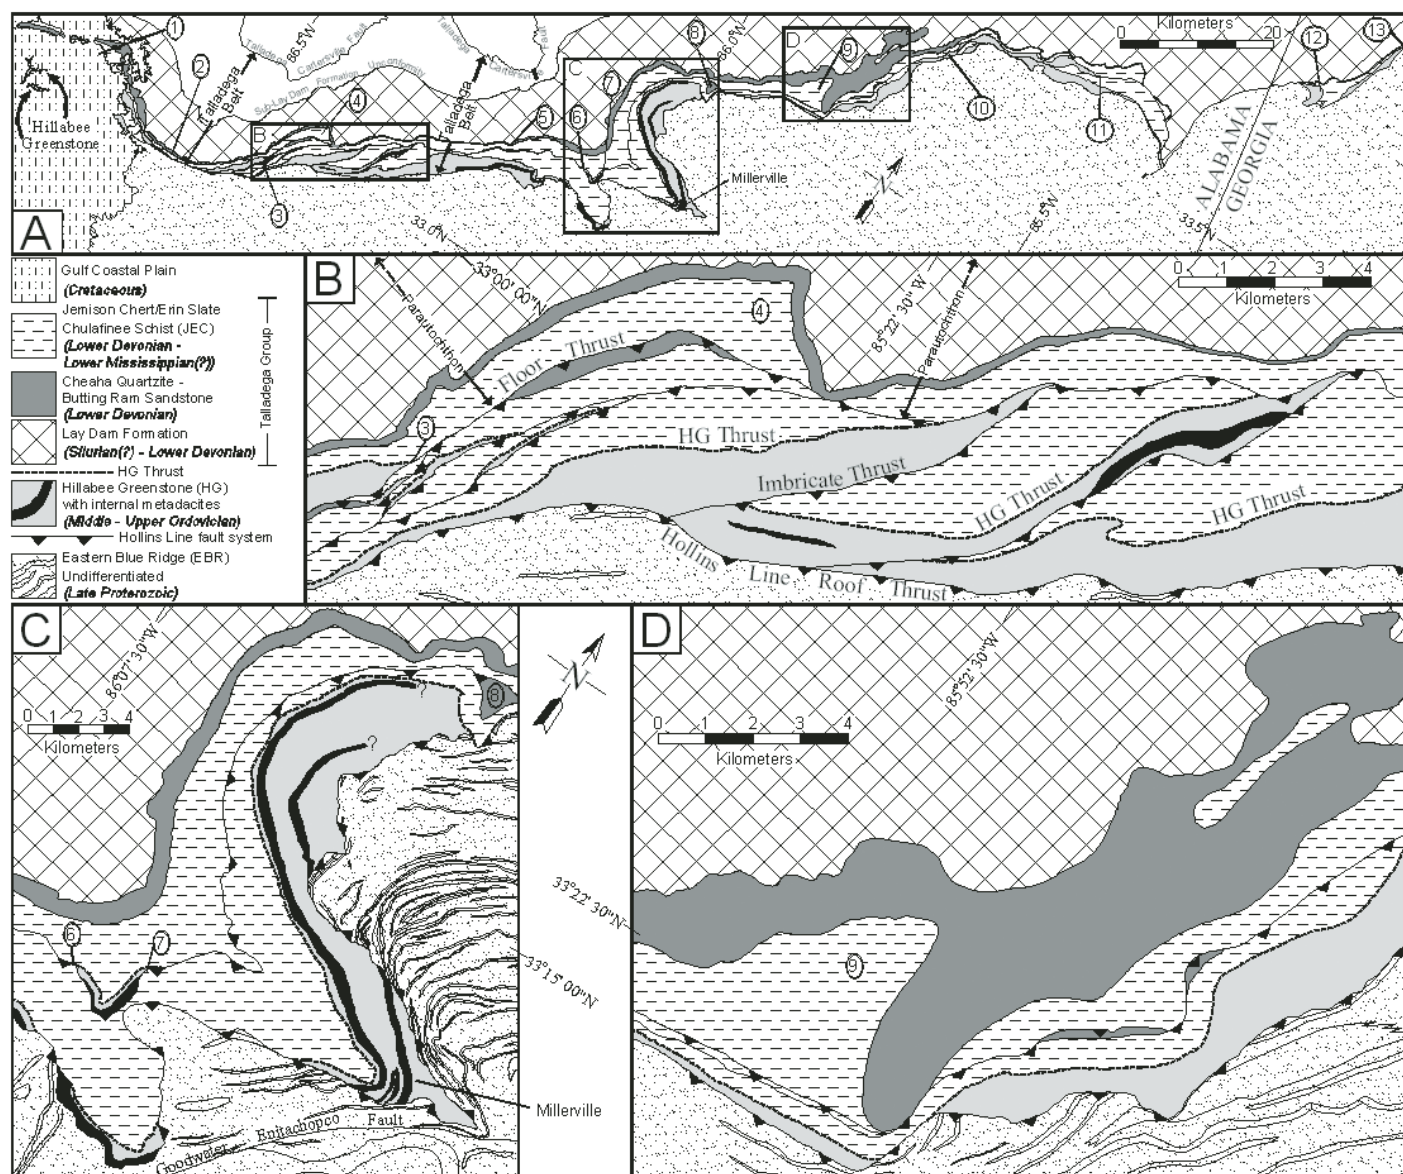 1
2
3
4
5
6
7
8
9
10
11
12
13
Hillabee
Greenstone
Talladega
Belt
Talladega
Cartersville Fault
86.5°W
Sub-Lay Dam Formation Unconformity
Talladega
Cartersville
Fault
Talladega
Belt
86.0°W
Millerville
Kilometers
0 20
N
85.5°W
33.0°N
33.5°N
ALABAMA
GEORGIA
A
B
C
D
Gulf Coastal Plain
(Cretaceous)
Jemison Chert/Erin Slate
Chulafinee Schist (JEC)
(Lower Devonian -
Lower Mississippian(?))
Cheaha Quartzite -
Butting Ram Sandstone
(Lower Devonian)
Lay Dam Formation
(Silurian(?) - Lower Devonian)
Talladega Group
HG Thrust
Hillabee Greenstone (HG)
with internal metadacites
(Middle - Upper Ordovician)
Hollins Line fault system
Eastern Blue Ridge (EBR)
Undifferentiated
(Late Proterozoic)
B
Parautochthon
33°00'00"N
85°22'30"W
Parautochthon
0 1 2 3 4
Kilometers
4
Floor Thrust
3
HG Thrust
Imbricate Thrust
HG Thrust
HG Thrust
Hollins Line Roof Thrust
C
86°07'30"W
0 1 2 3 4
Kilometers
?
8
?
6
7
Millerville
Enitachopco Fault
Goodwater
N
33°22'30"N
33°15'00"N
D
85°52'30"W
0 1 2 3 4
Kilometers
9